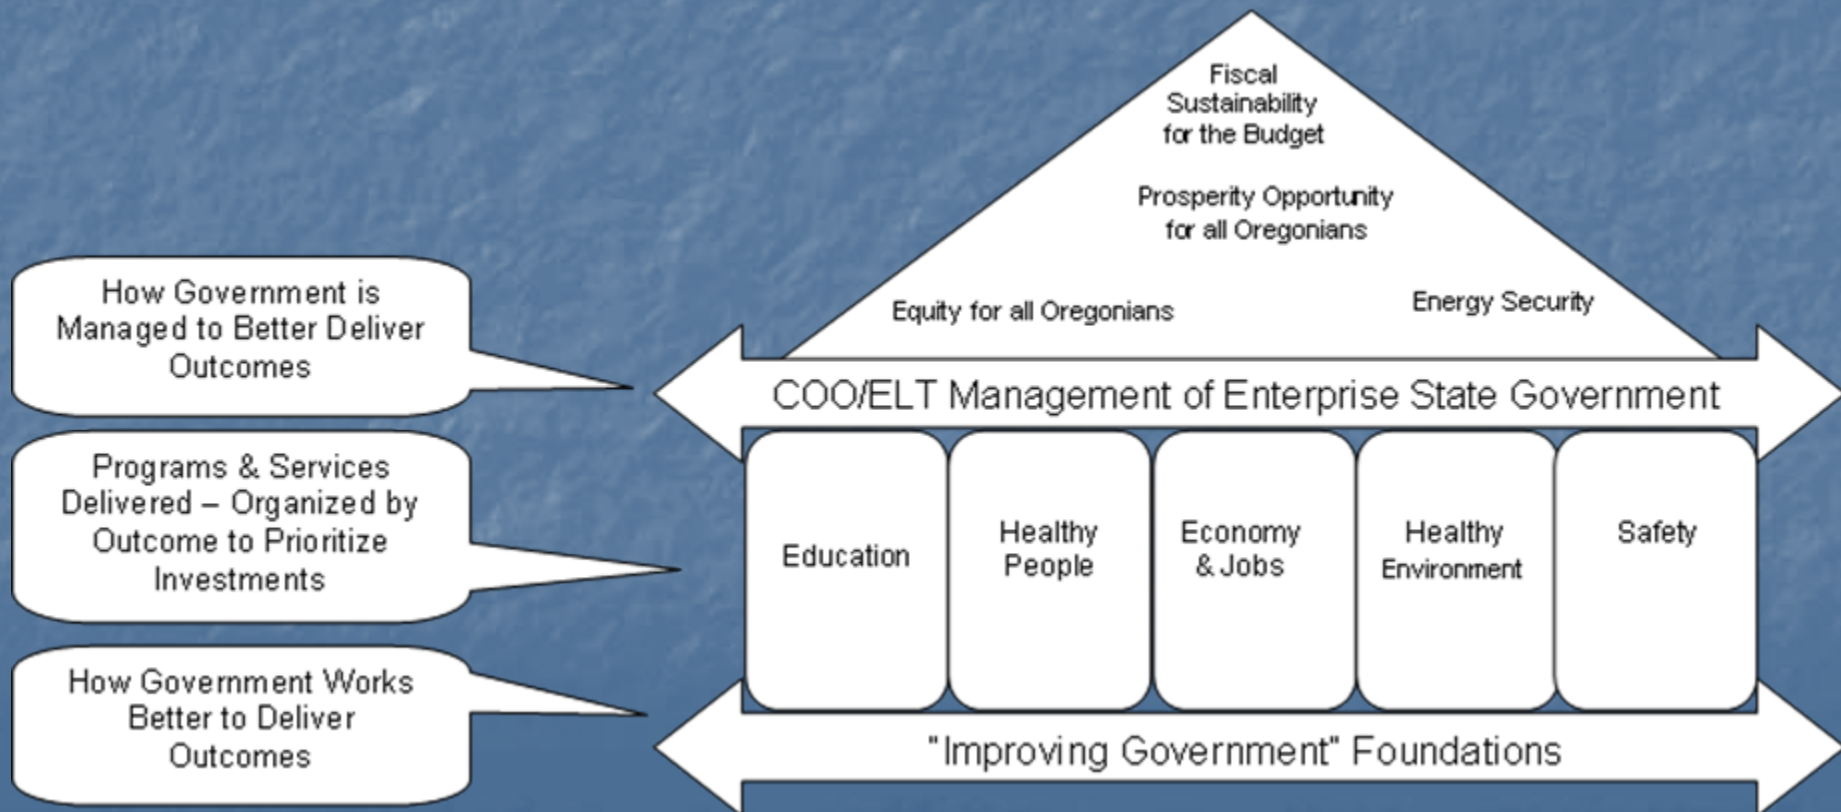 Fiscal
Sustainability
for the Budget
Prosperity Opportunity
for all Oregonians
Equity for all Oregonians
Energy Security
How Government is
Managed to Better Deliver
Outcomes
COO/ELT Management of Enterprise State Government
Programs & Services
Delivered – Organized by
Outcome to Prioritize
Investments
Education
Healthy
People
Economy
& Jobs
Healthy
Environment
Safety
How Government Works
Better to Deliver
Outcomes
"Improving Government" Foundations